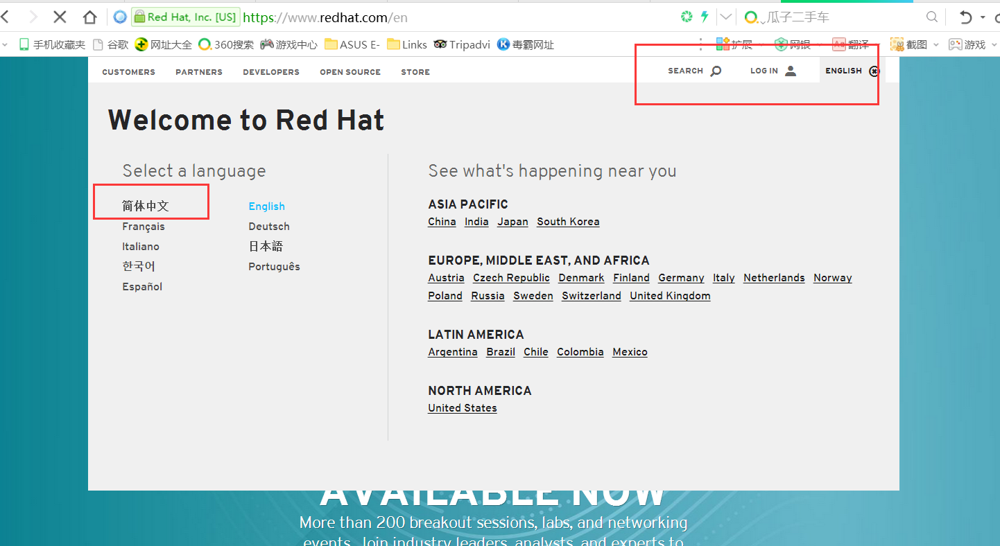 Red Hat, Inc. [US] https://www.redhat.com/en 瓜子二手车
手机收藏夹 谷歌 网址大全 360搜索 游戏中心 ASUS E- Links Tripadvi 毒霸网址 扩展 网银 翻译 截图 游戏
CUSTOMERS PARTNERS DEVELOPERS OPEN SOURCE STORE SEARCH LOG IN ENGLISH
Welcome to Red Hat
Select a language
简体中文 English
Français Deutsch
Italiano 日本語
한국어 Português
Español
See what's happening near you
ASIA PACIFIC
China India Japan South Korea
EUROPE, MIDDLE EAST, AND AFRICA
Austria Czech Republic Denmark Finland Germany Italy Netherlands Norway
Poland Russia Sweden Switzerland United Kingdom
LATIN AMERICA
Argentina Brazil Chile Colombia Mexico
NORTH AMERICA
United States
AVAILABLE NOW
More than 200 breakout sessions, labs, and networking
events. Join industry leaders, analysts, and experts to